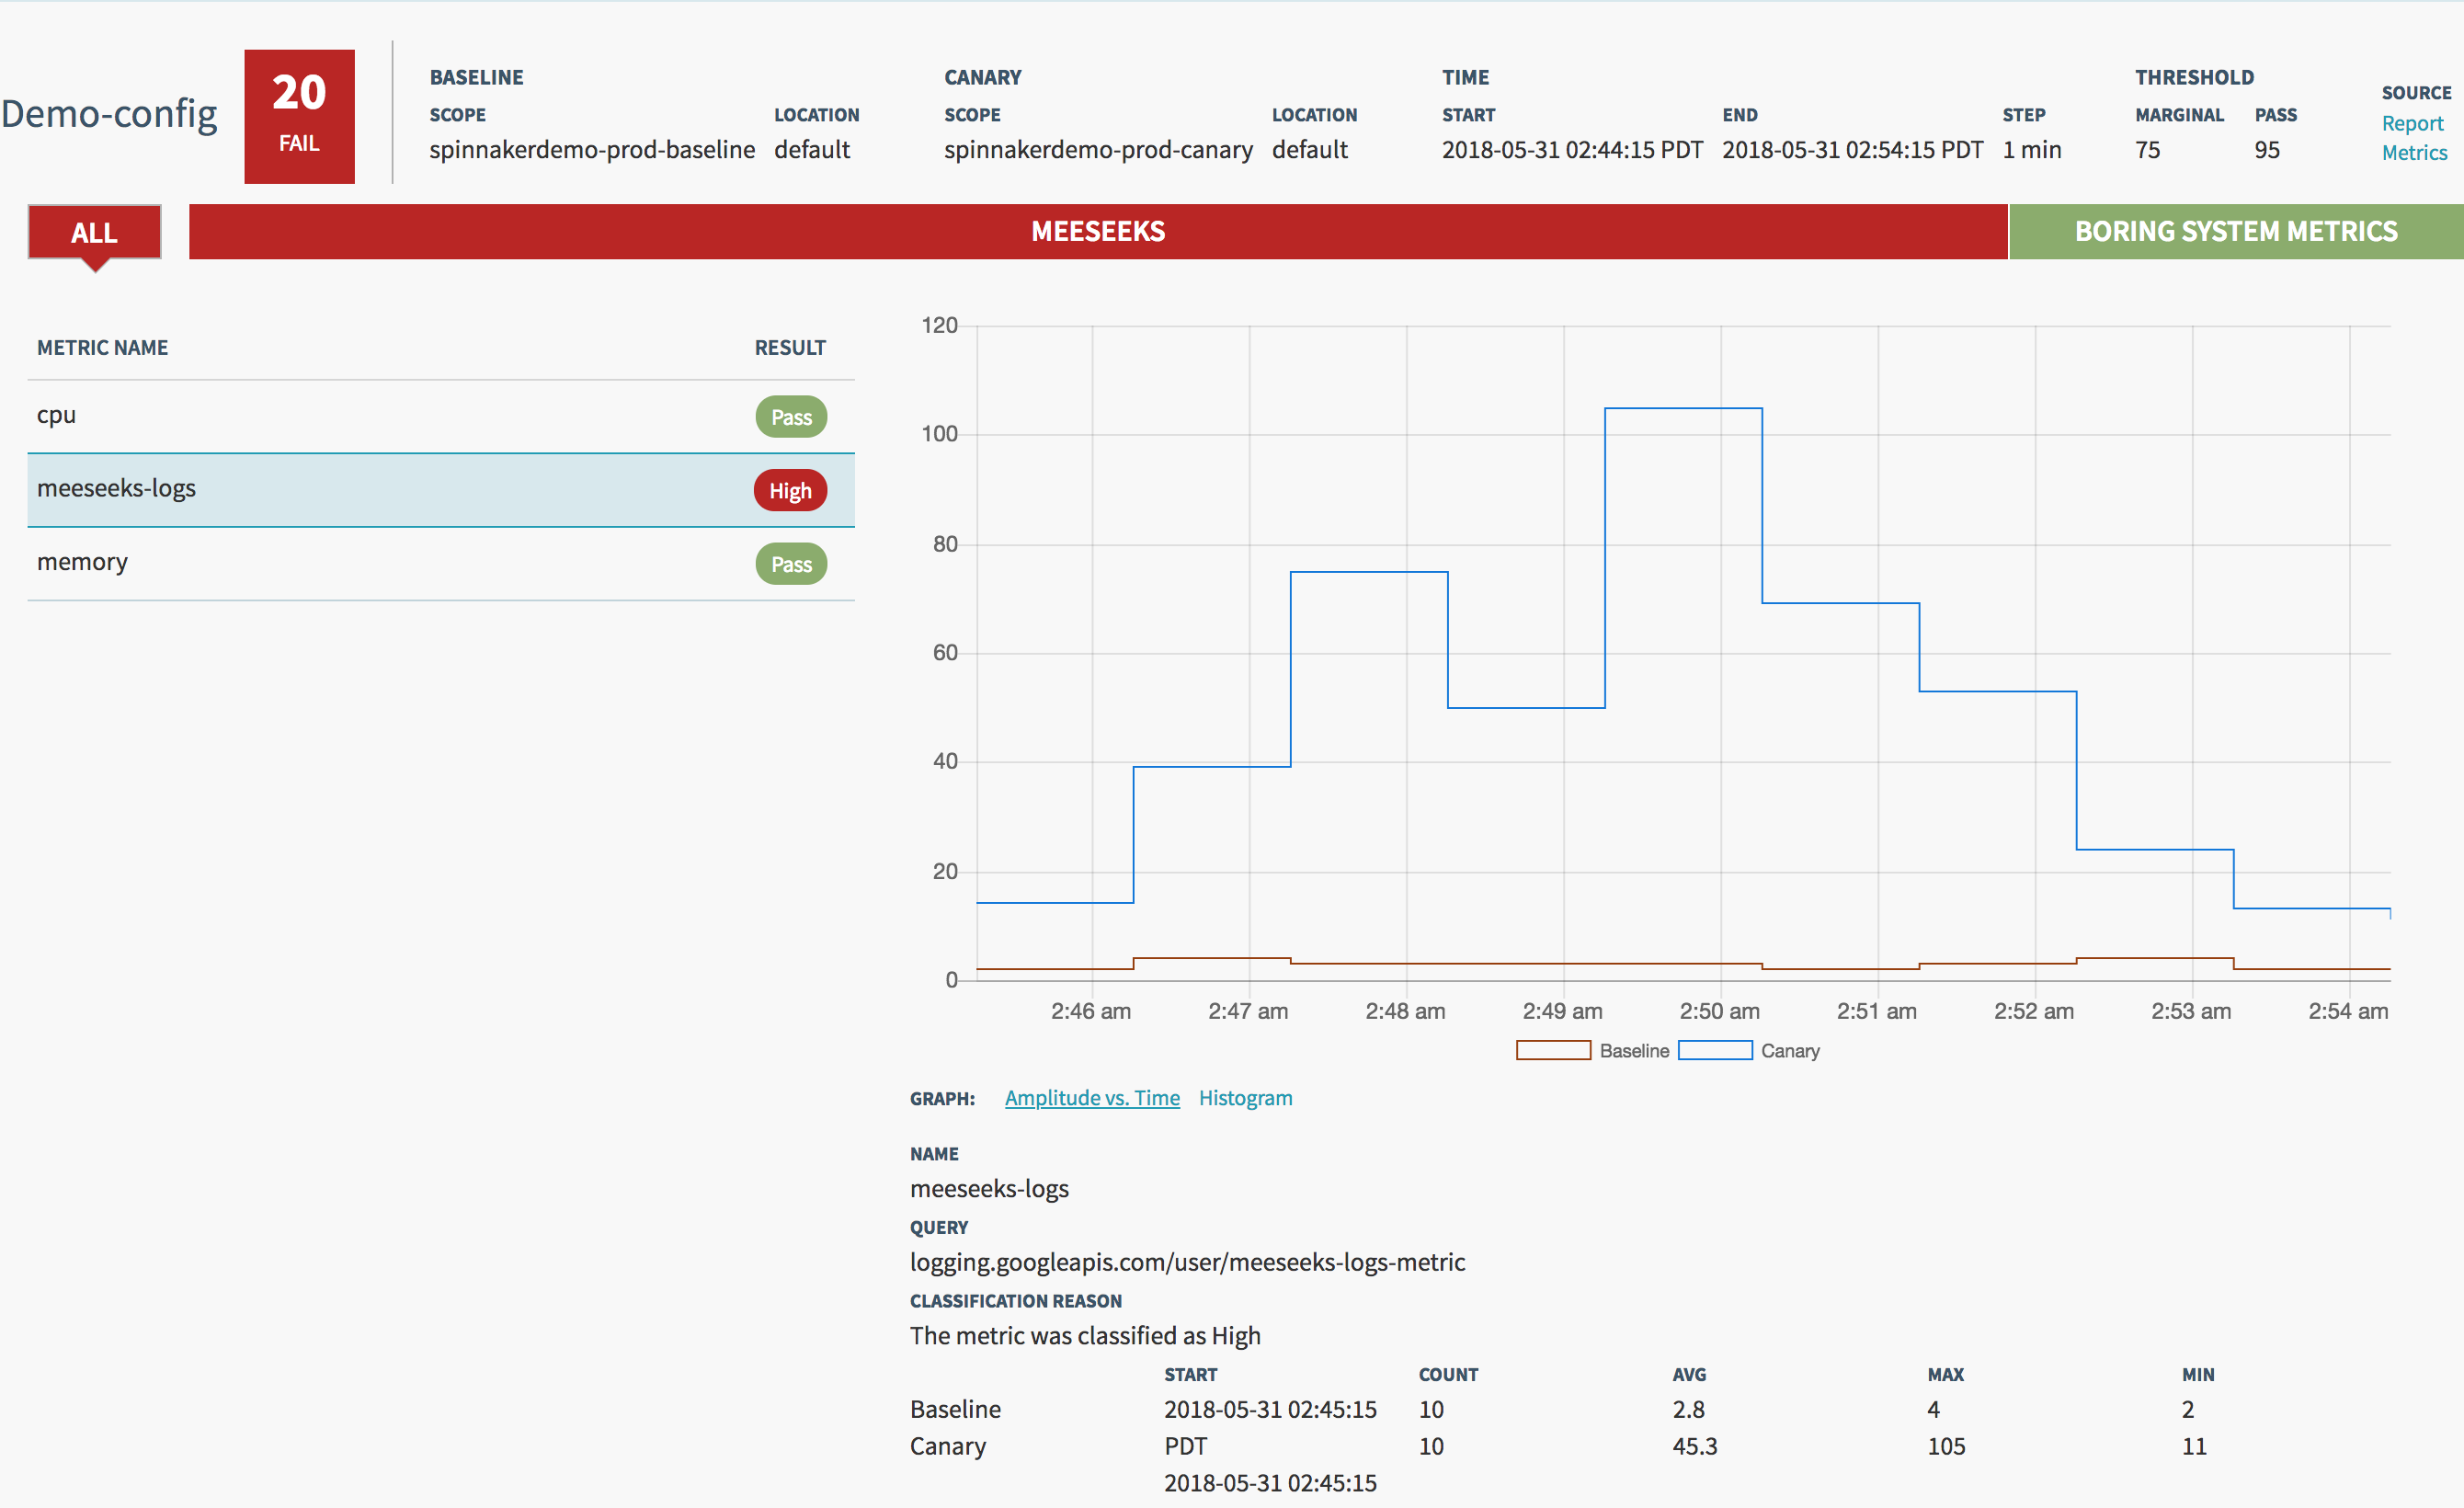 Demo-config
20
FAIL
BASELINE
SCOPE LOCATION
spinnakerdemo-prod-baseline default
CANARY
SCOPE LOCATION
spinnakerdemo-prod-canary default
TIME
START END STEP
2018-05-31 02:44:15 PDT 2018-05-31 02:54:15 PDT 1 min
THRESHOLD
MARGINAL PASS
75 95
SOURCE
Report
Metrics
ALL MEESEEKS BORING SYSTEM METRICS
METRIC NAME RESULT
cpu Pass
meeseeks-logs High
memory Pass
120
100
80
60
40
20
0
2:46 am 2:47 am 2:48 am 2:49 am 2:50 am 2:51 am 2:52 am 2:53 am 2:54 am
Baseline Canary
GRAPH: Amplitude vs. Time Histogram
NAME
meeseeks-logs
QUERY
logging.googleapis.com/user/meeseeks-logs-metric
CLASSIFICATION REASON
The metric was classified as High
START COUNT AVG MAX MIN
Baseline 2018-05-31 02:45:15 10 2.8 4 2
Canary PDT 10 45.3 105 11
2018-05-31 02:45:15